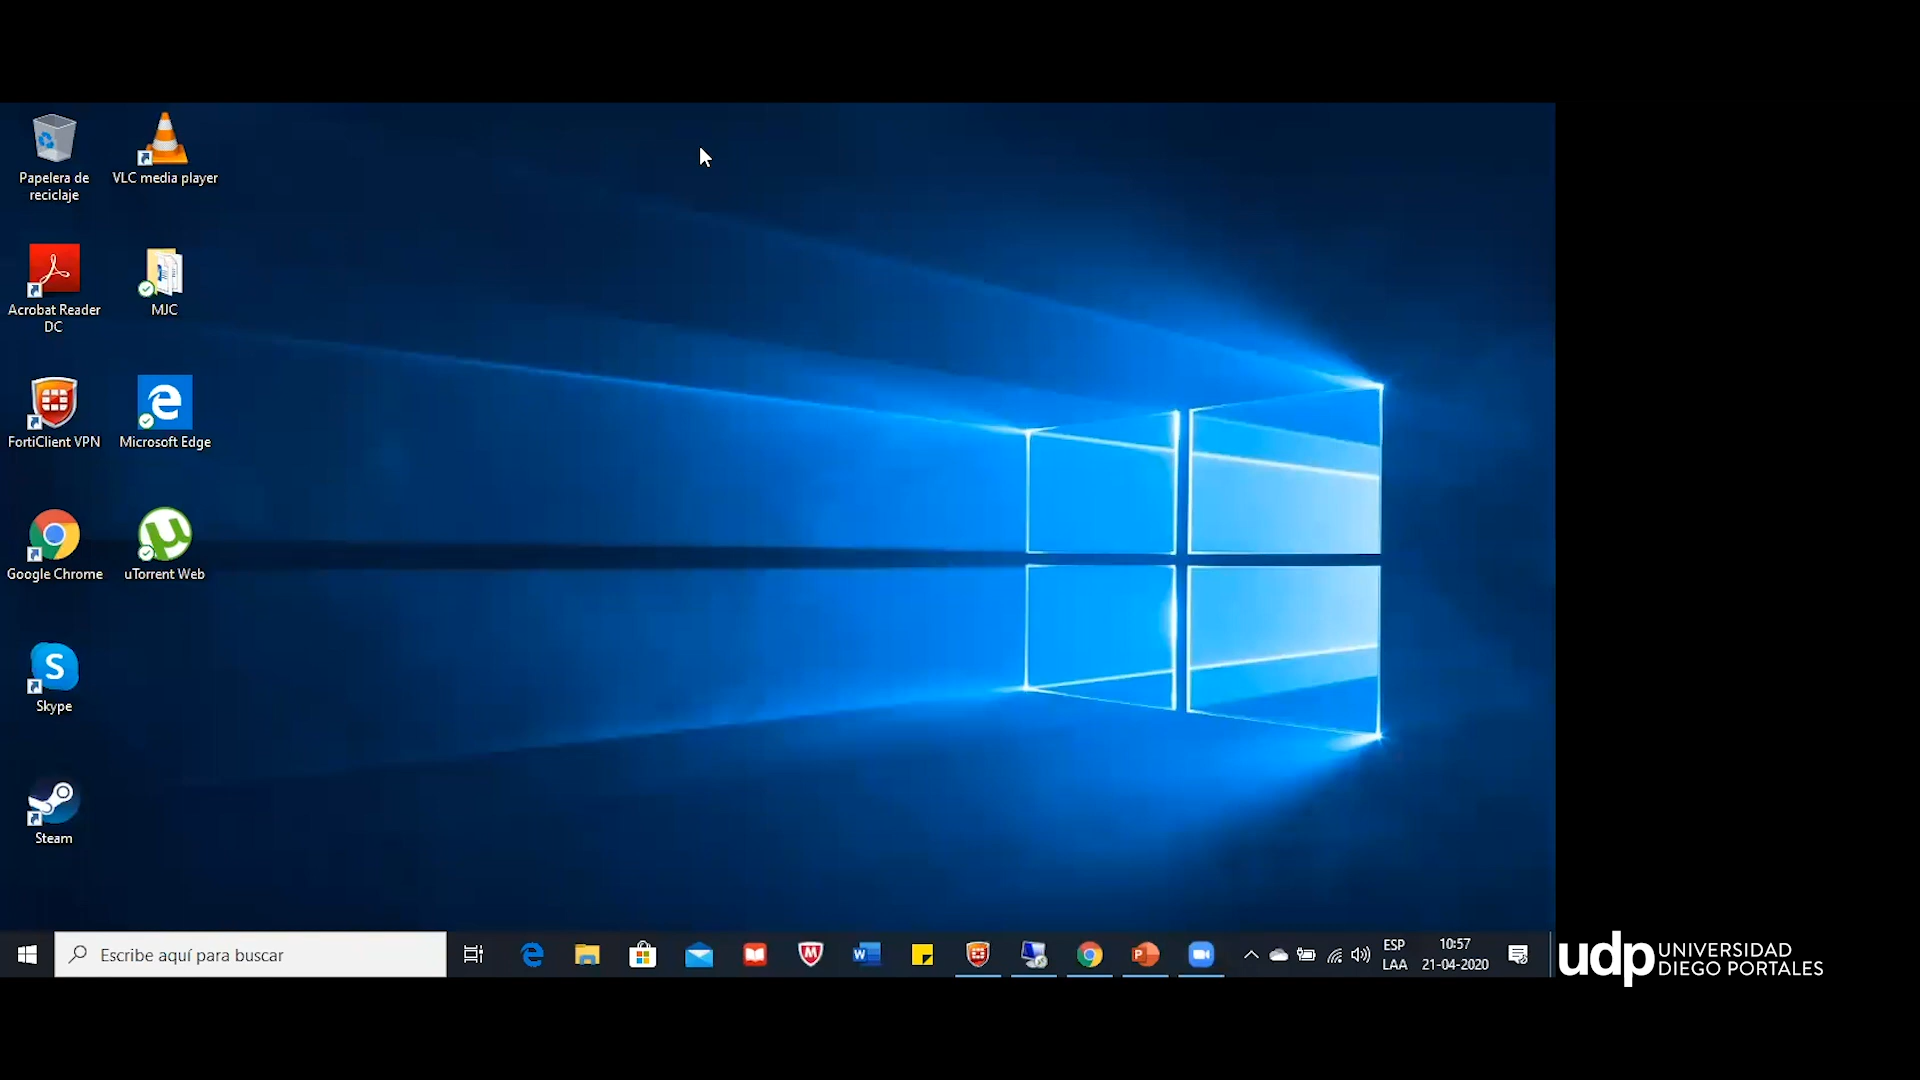 Papelera de
reciclaje
VLC media player
Acrobat Reader
DC
MJC
FortiClient VPN
Microsoft Edge
Google Chrome
uTorrent Web
Skype
Steam
Escribe aquí para buscar
ESP
LAA
10:57
21-04-2020
udp UNIVERSIDAD
DIEGO PORTALES